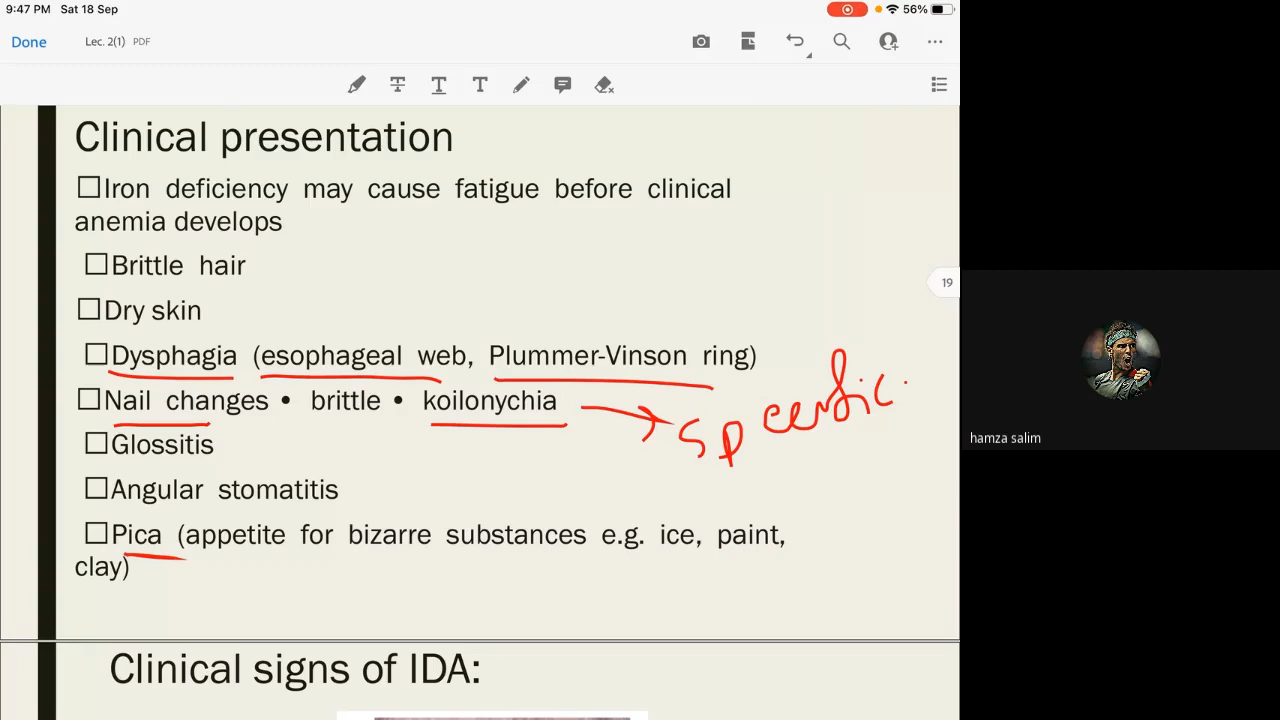 9:47 PM Sat 18 Sep 56%
Done Lec. 2(1) PDF
T T
Clinical presentation
Iron deficiency may cause fatigue before clinical
anemia develops
Brittle hair
19
Dry skin
Dysphagia (esophageal web, Plummer-Vinson ring)
Nail changes • brittle • koilonychia
Glossitis
Angular stomatitis
Pica (appetite for bizarre substances e.g. ice, paint,
clay)
Clinical signs of IDA:
hamza salim